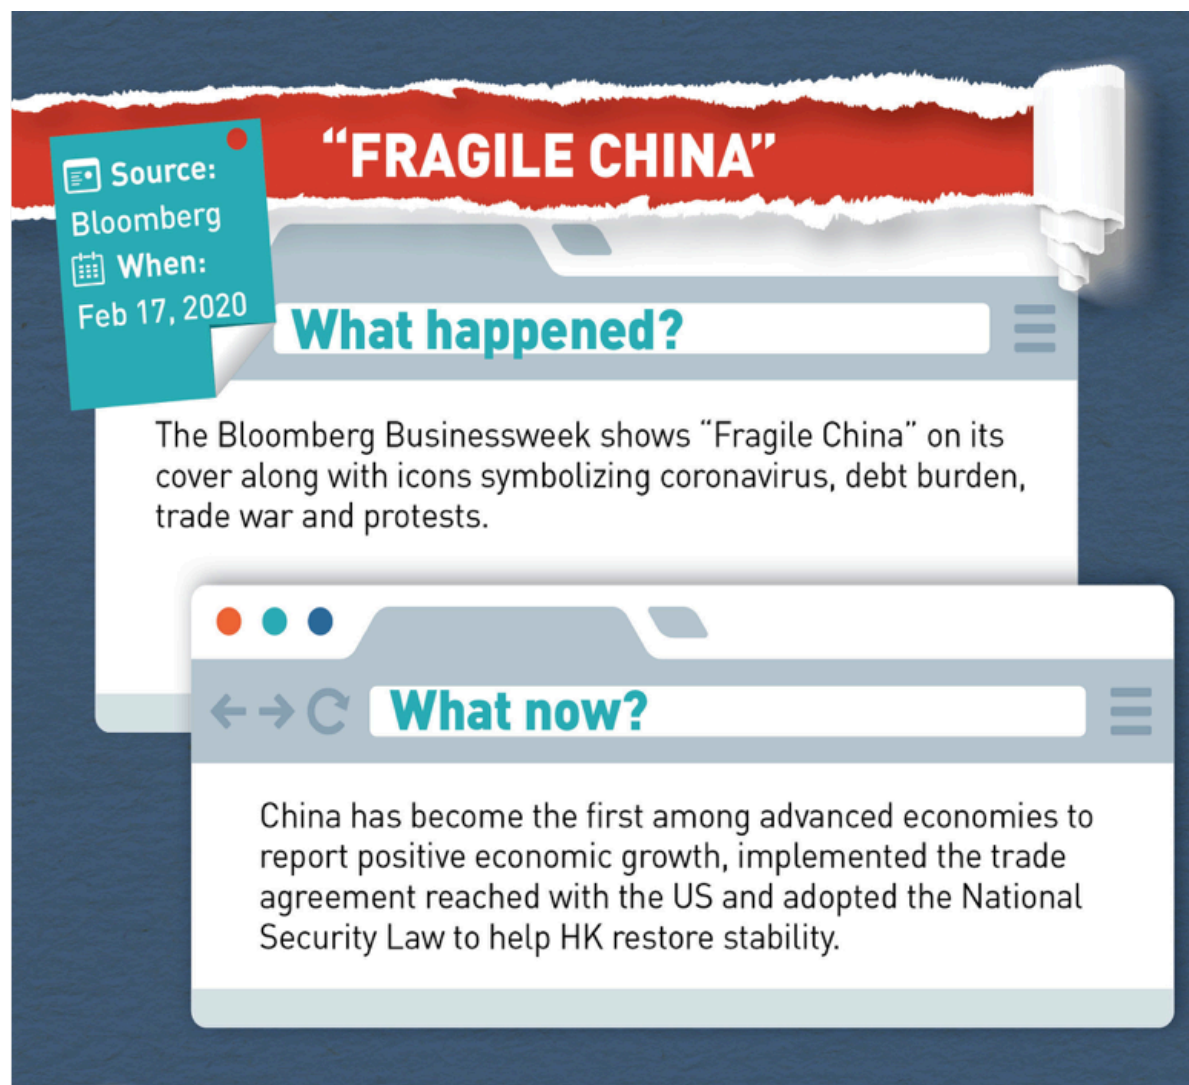 “FRAGILE CHINA”
Source:
Bloomberg
When:
Feb 17, 2020
What happened?
The Bloomberg Businessweek shows “Fragile China” on its
cover along with icons symbolizing coronavirus, debt burden,
trade war and protests.
What now?
China has become the first among advanced economies to
report positive economic growth, implemented the trade
agreement reached with the US and adopted the National
Security Law to help HK restore stability.